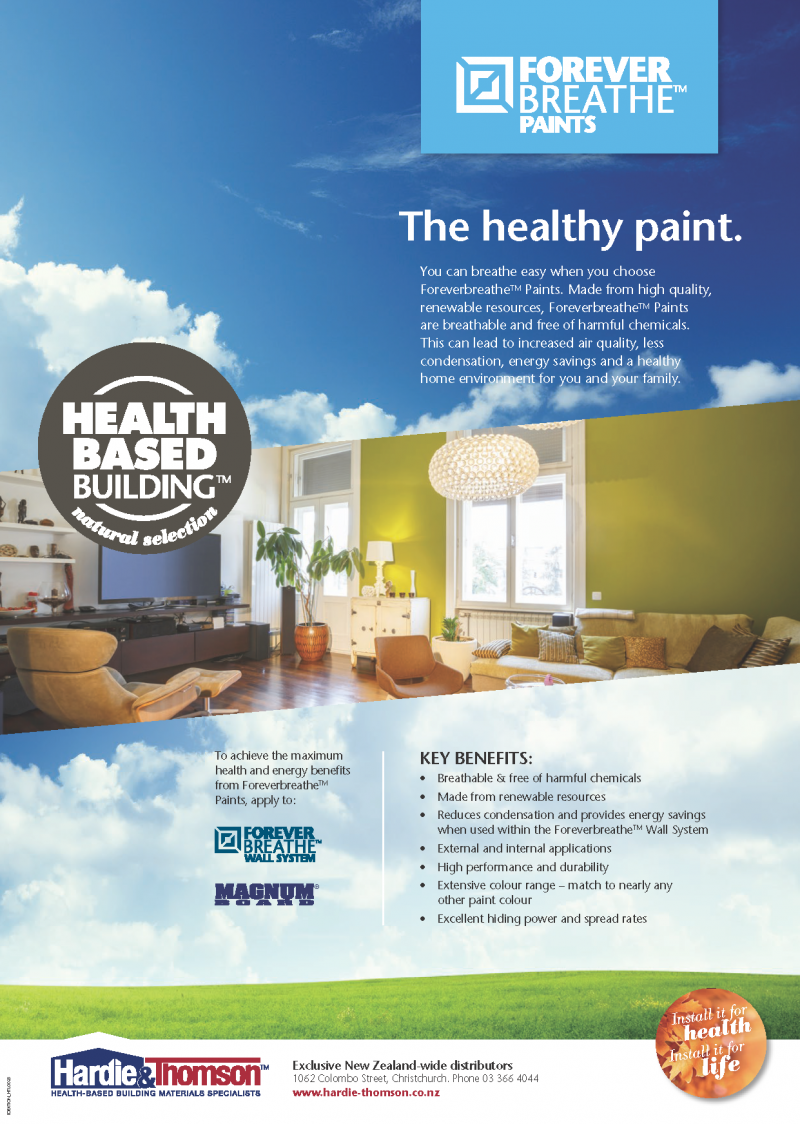 FOREVER
BREATHE™
PAINTS
The healthy paint.
You can breathe easy when you choose
Foreverbreathe™ Paints. Made from high quality,
renewable resources, Foreverbreathe™ Paints
are breathable and free of harmful chemicals.
This can lead to increased air quality, less
condensation, energy savings and a healthy
home environment for you and your family.
HEALTH
BASED
BUILDING™
natural selection
To achieve the maximum
health and energy benefits
from Foreverbreathe™
Paints, apply to:
FOREVER
BREATHE™
WALL SYSTEM
MAGNUM®
BOARD
KEY BENEFITS:
• Breathable & free of harmful chemicals
• Made from renewable resources
• Reduces condensation and provides energy savings
when used within the Foreverbreathe™ Wall System
• External and internal applications
• High performance and durability
• Extensive colour range – match to nearly any
other paint colour
• Excellent hiding power and spread rates
Install it for
health
Install it for
life
Hardie&Thomson™
HEALTH-BASED BUILDING MATERIALS SPECIALISTS
Exclusive New Zealand-wide distributors
1062 Colombo Street, Christchurch. Phone 03 366 4044
www.hardie-thomson.co.nz